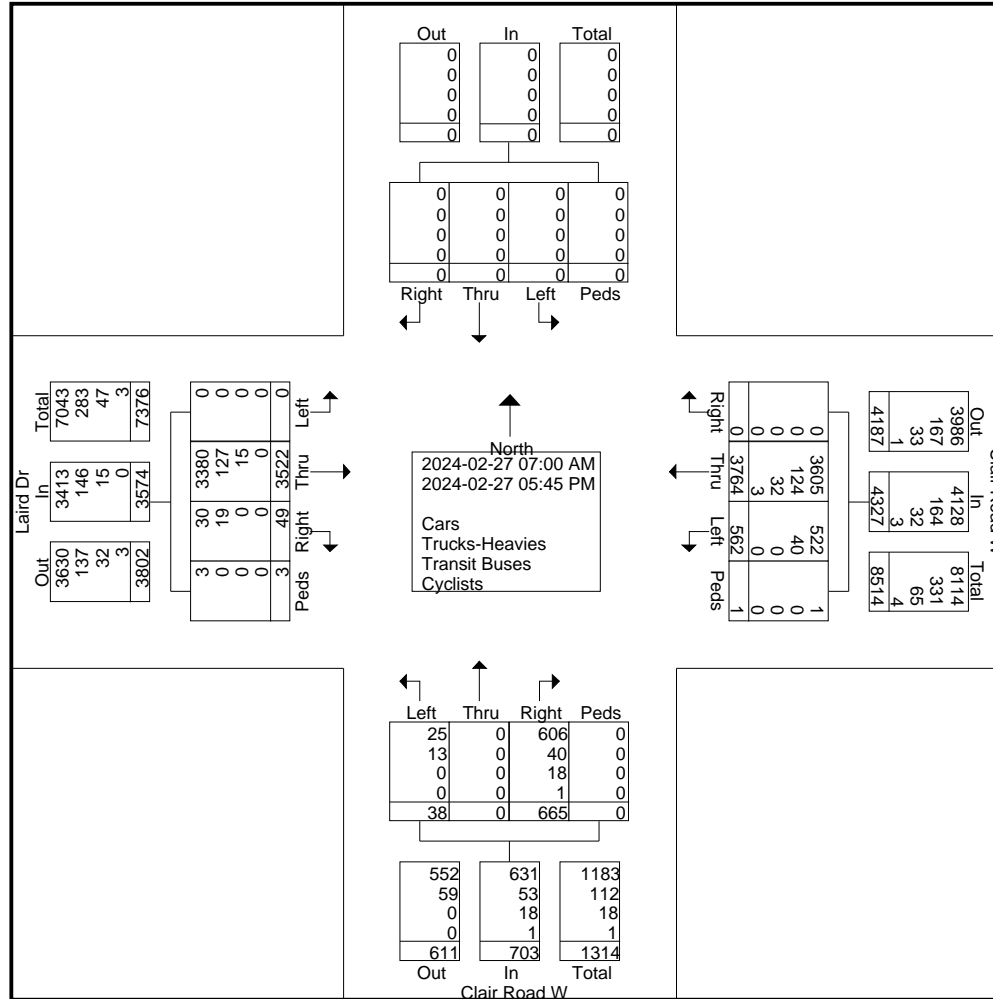 Out In Total
0 0 0
0 0 0
0 0 0
0 0 0
0 0 0
0 0 0 0
0 0 0 0
0 0 0 0
0 0 0 0
0 0 0 0
Right Thru Left Peds
Laird Dr
Out In Total
3630 3413 7043
137 146 283
32 15 47
3 0 3
3802 3574 7376
0 3380 30 3
0 127 19 0
0 15 0 0
0 0 0 0
0 3522 49 3
Left Thru Right Peds
North
2024-02-27 07:00 AM
2024-02-27 05:45 PM
Cars
Trucks-Heavies
Transit Buses
Cyclists
Right Thru Left Peds
0 3605 522 1
0 124 40 0
0 32 0 0
0 3 0 0
0 3764 562 1
Out In Total
3986 4128 8114
167 164 331
33 32 65
1 3 4
4187 4327 8514
Left Thru Right Peds
25 0 606 0
13 0 40 0
0 0 18 0
0 0 1 0
38 0 665 0
552 631 1183
59 53 112
0 18 18
0 1 1
611 703 1314
Out In Total
Clair Road W